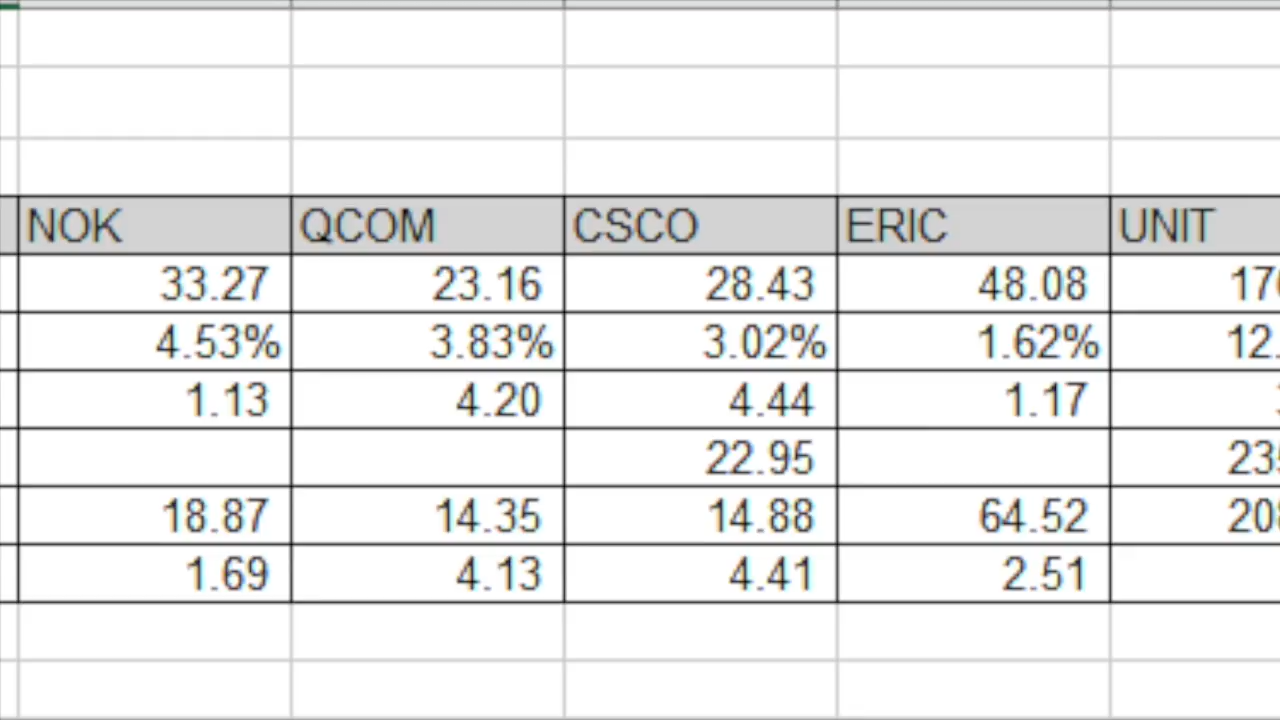 NOK QCOM CSCO ERIC UNIT
33.27 23.16 28.43 48.08
4.53% 3.83% 3.02% 1.62%
1.13 4.20 4.44 1.17
22.95
18.87 14.35 14.88 64.52
1.69 4.13 4.41 2.51